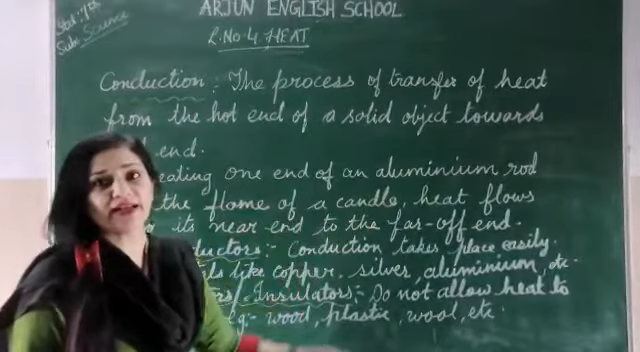 Std: 7th
Sub: Science
ARJUN ENGLISH SCHOOL
L.No 4. HEAT
Conduction : The process of transfer of heat
from the hot end of a solid object towards
end.
eating one end of an aluminium rod
the flame of a candle, heat flows
its near end to the far-off end.
ductors :- Conduction takes place easily.
ls like copper, silver, aluminium, etc.
ors / Insulators :- Do not allow heat to
eg :- wood, plastic, wool, etc.